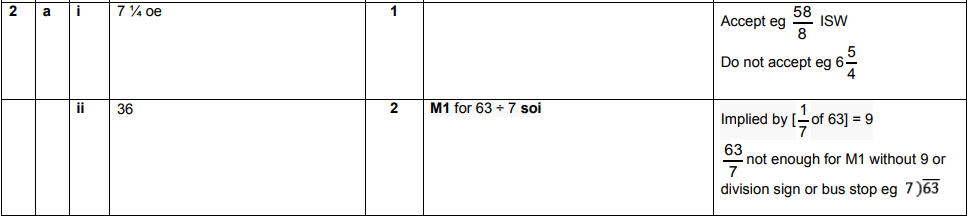 2 a i 7 ¼ oe 1 Accept eg 58/8 ISW
Do not accept eg 6 5/4
ii 36 2 M1 for 63 ÷ 7 soi Implied by [1/7 of 63] = 9
63/7 not enough for M1 without 9 or
division sign or bus stop eg 7)63